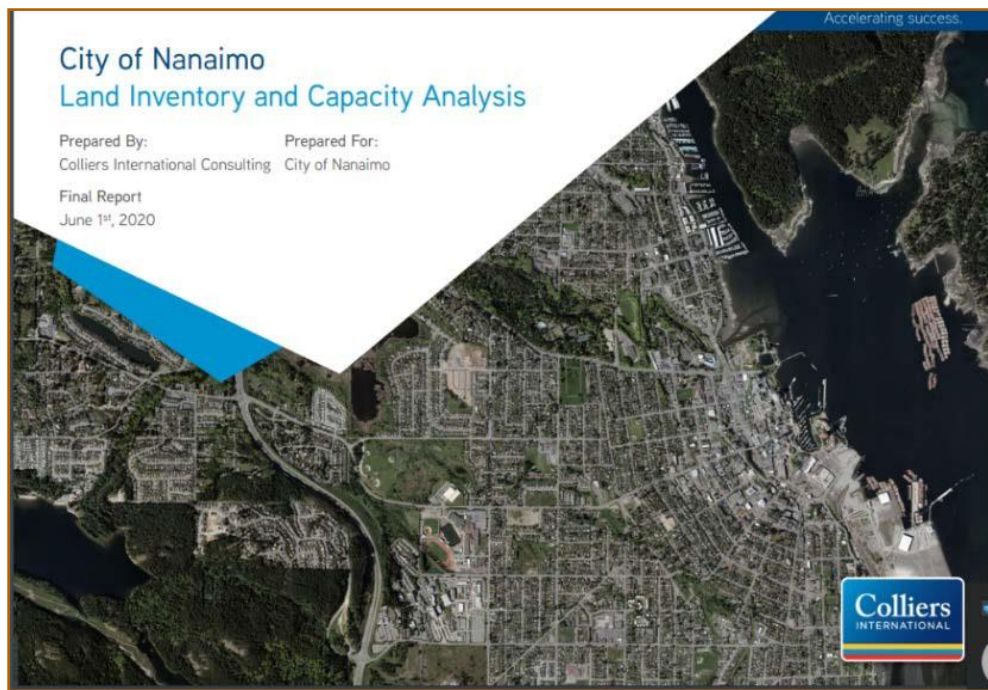 Accelerating success.
City of Nanaimo
Land Inventory and Capacity Analysis
Prepared By:
Colliers International Consulting
Prepared For:
City of Nanaimo
Final Report
June 1st, 2020
Colliers
INTERNATIONAL